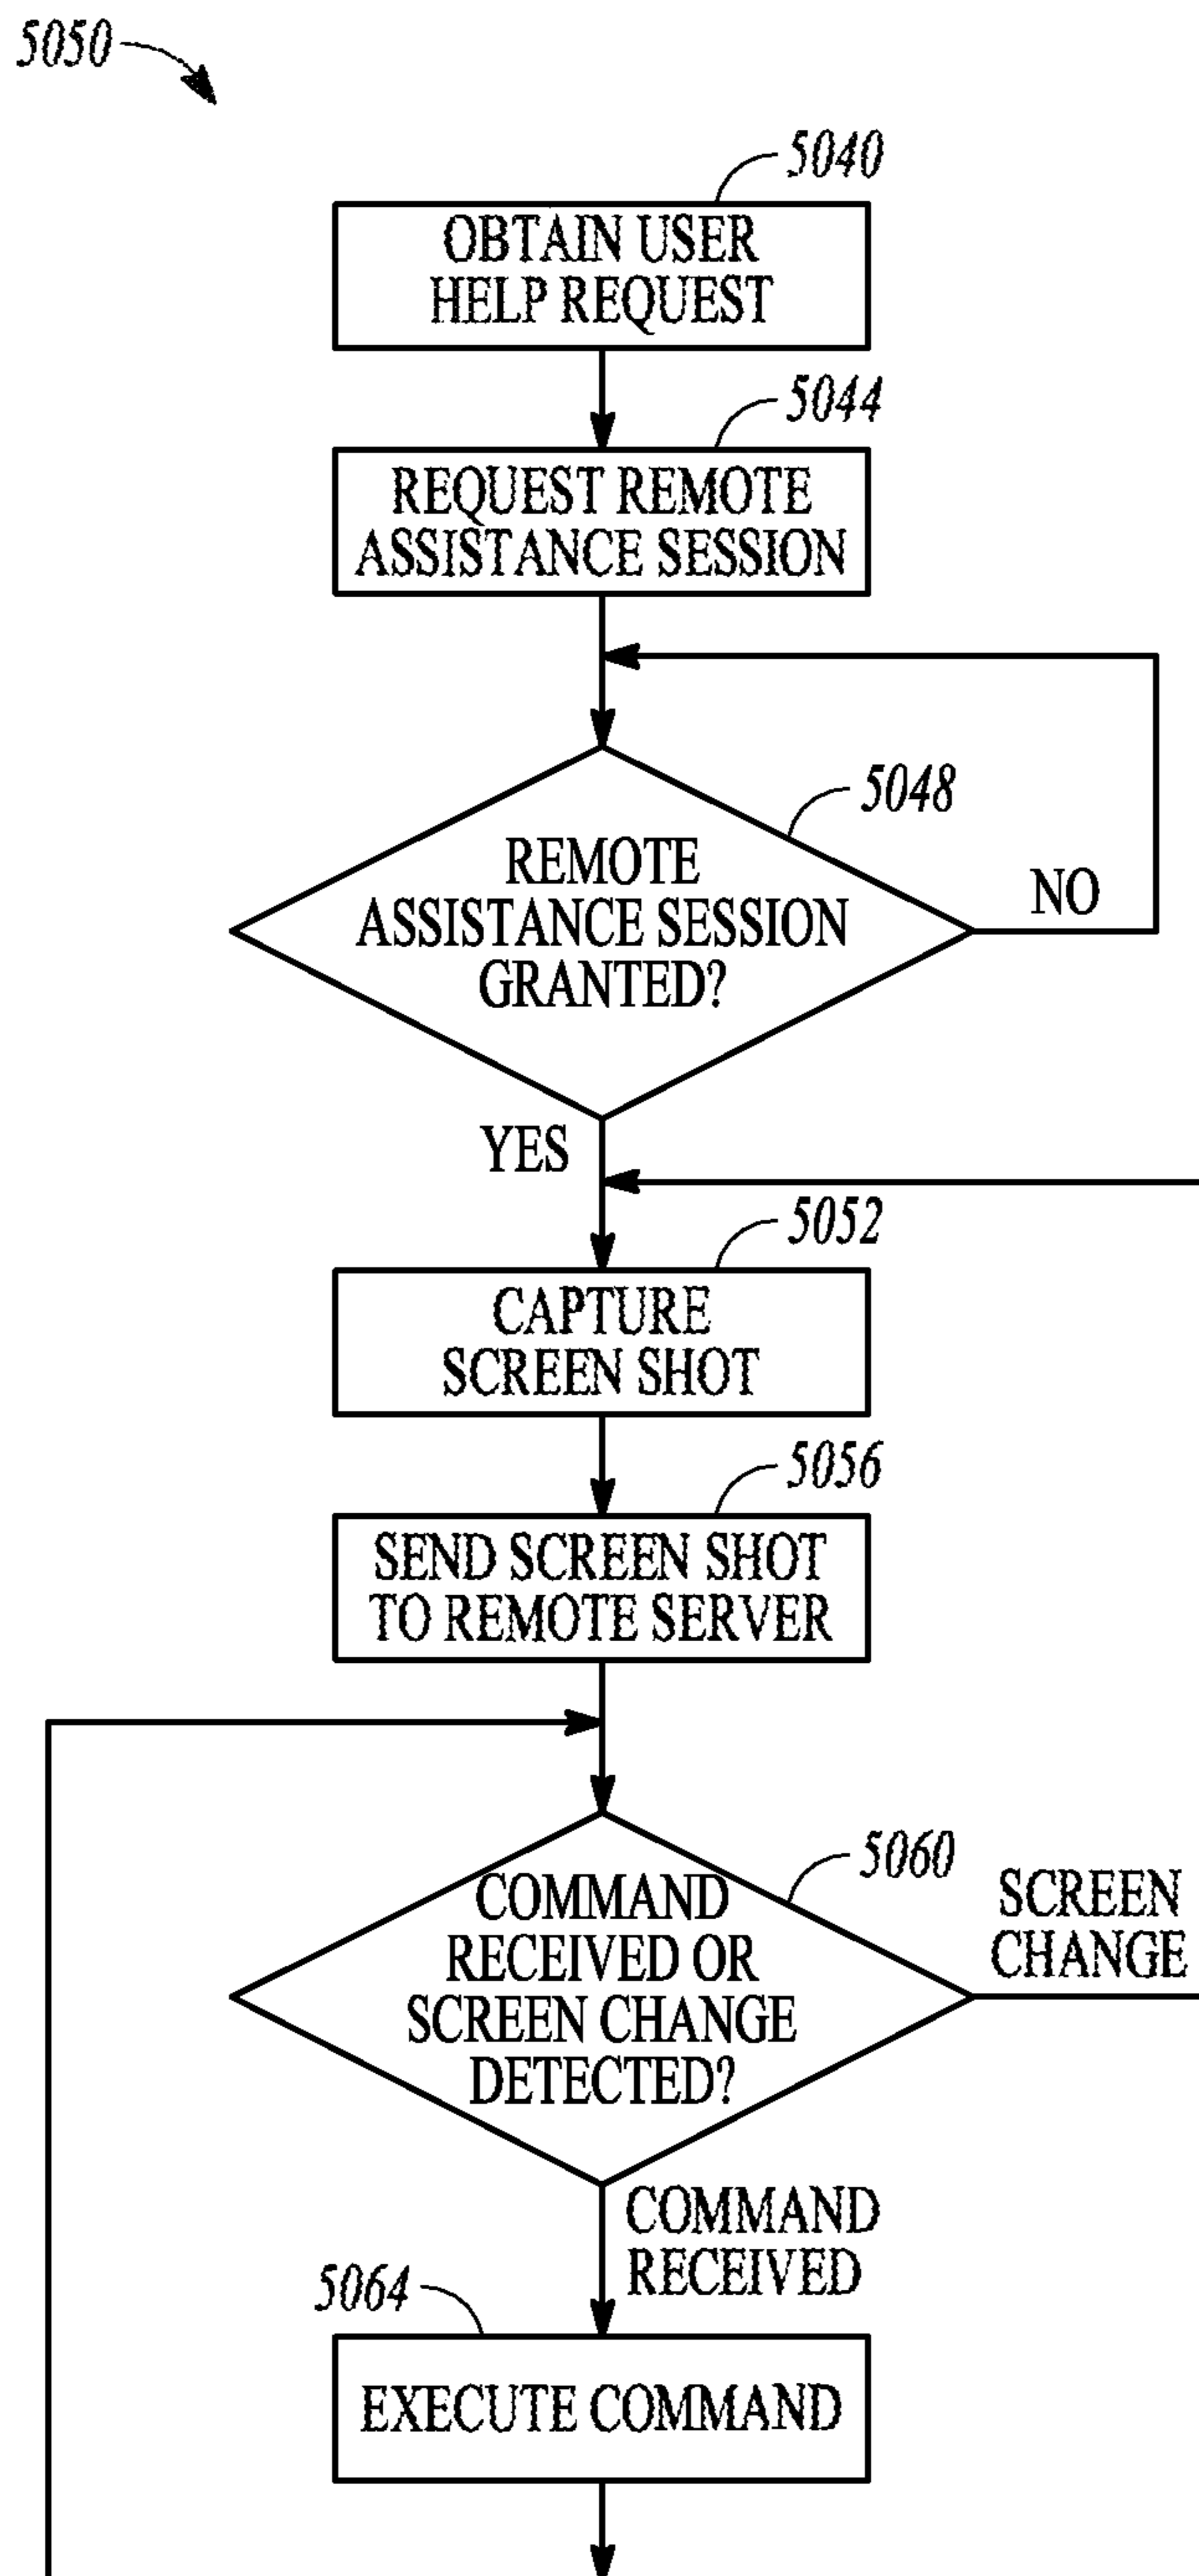 5050
5040
OBTAIN USER
HELP REQUEST
5044
REQUEST REMOTE
ASSISTANCE SESSION
5048
REMOTE
ASSISTANCE SESSION
GRANTED?
NO
YES
5052
CAPTURE
SCREEN SHOT
5056
SEND SCREEN SHOT
TO REMOTE SERVER
5060
COMMAND
RECEIVED OR
SCREEN CHANGE
DETECTED?
SCREEN
CHANGE
COMMAND
RECEIVED
5064
EXECUTE COMMAND